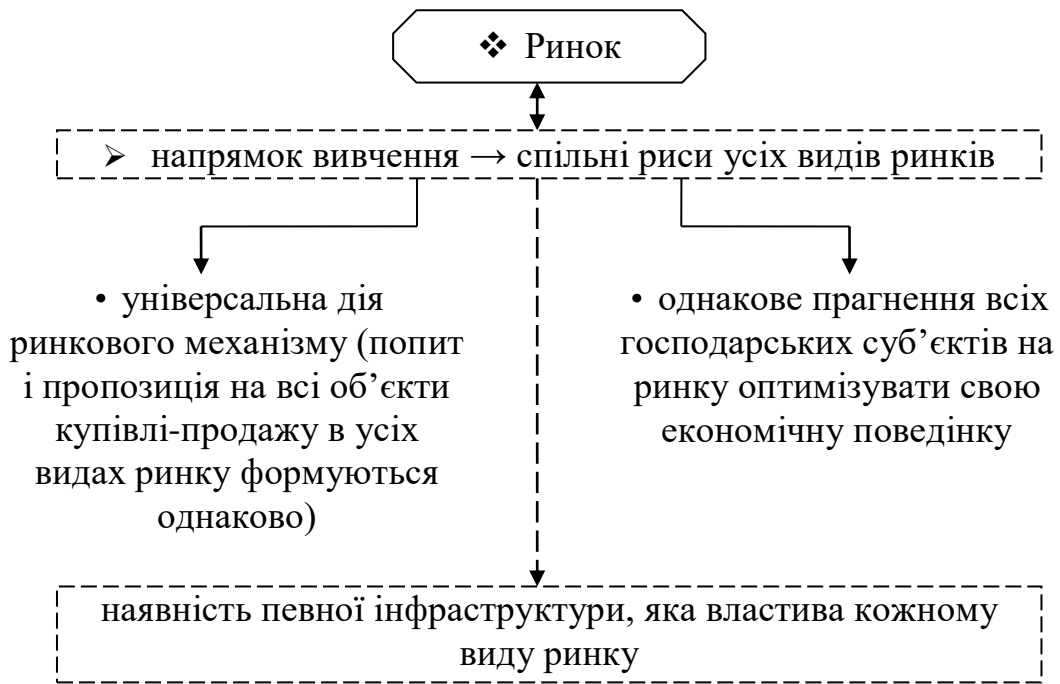 ❖ Ринок
➢ напрямок вивчення → спільні риси усіх видів ринків
• універсальна дія
ринкового механізму (попит
і пропозиція на всі об’єкти
купівлі-продажу в усіх
видах ринку формуються
однаково)
• однакове прагнення всіх
господарських суб’єктів на
ринку оптимізувати свою
економічну поведінку
наявність певної інфраструктури, яка властива кожному
виду ринку